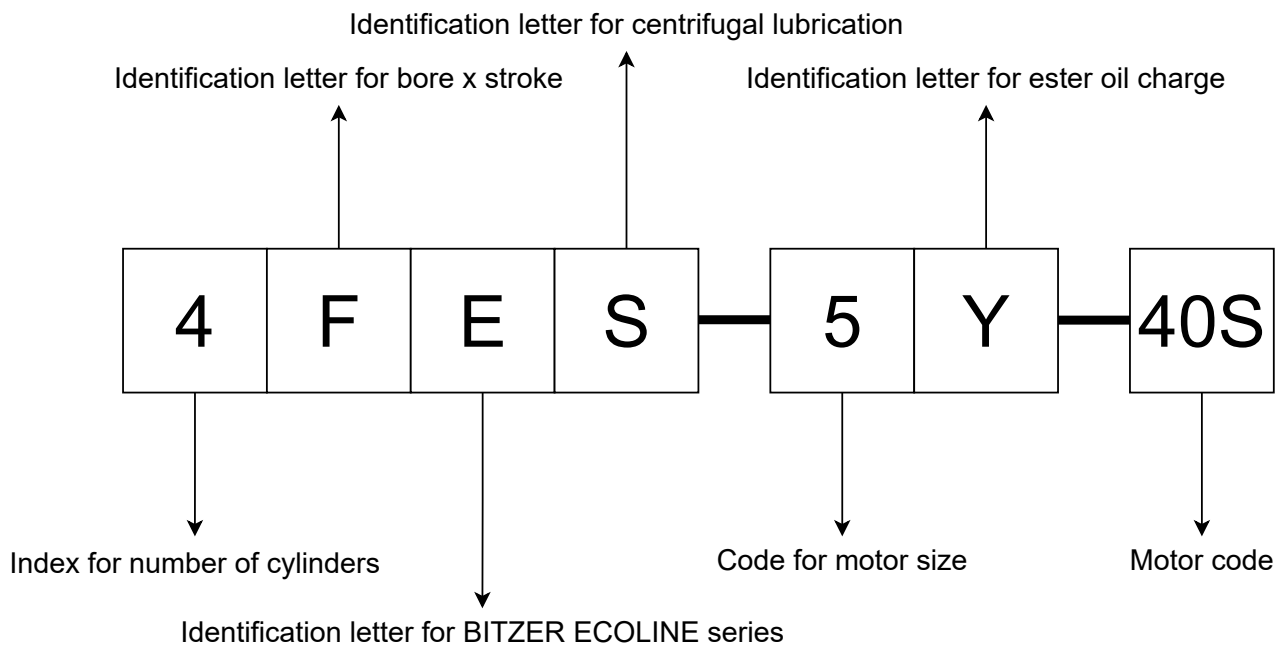 Identification letter for centrifugal lubrication
Identification letter for bore x stroke
Identification letter for ester oil charge
4 F E S 5 Y 40S
Index for number of cylinders
Code for motor size
Motor code
Identification letter for BITZER ECOLINE series